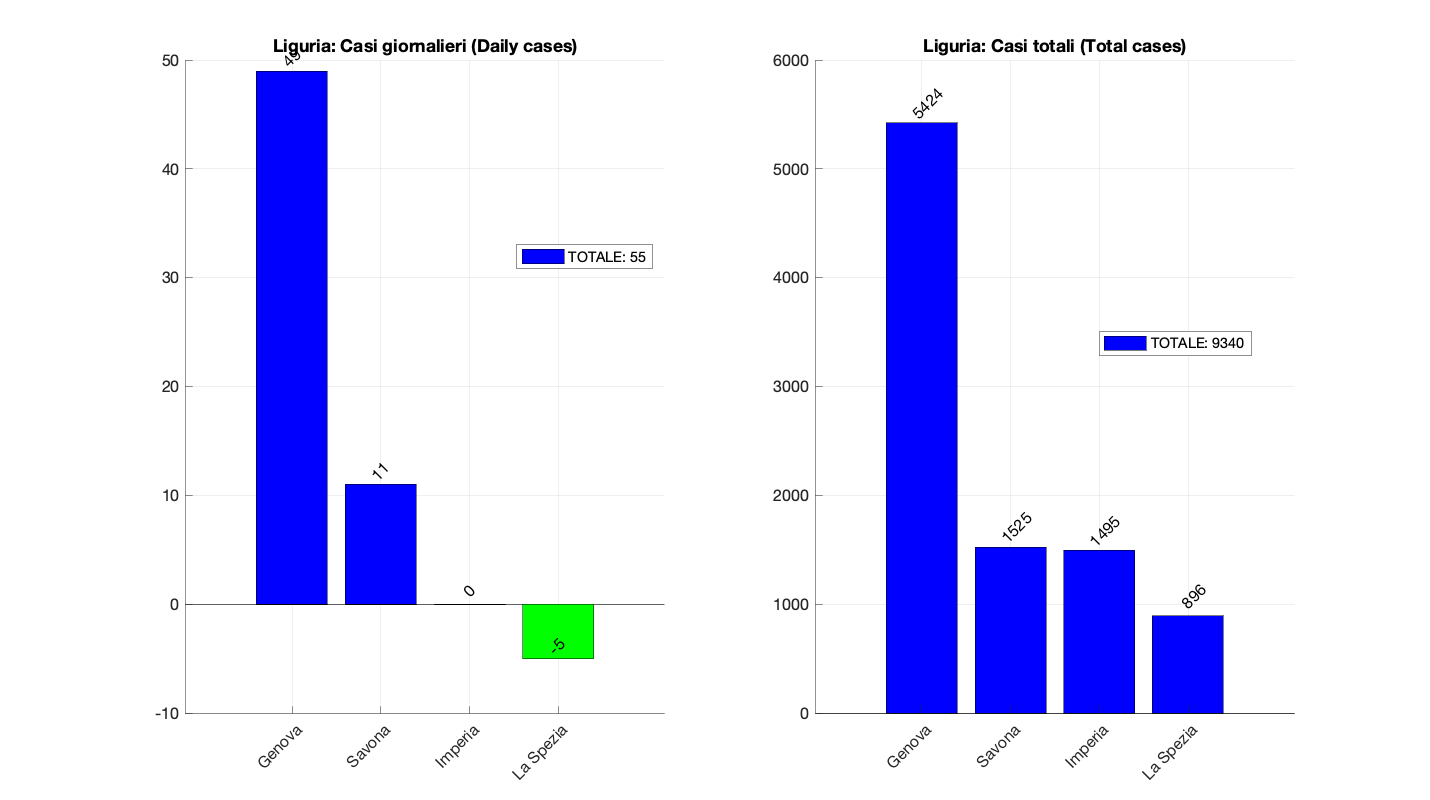 Liguria: Casi giornalieri (Daily cases)
50
40
30
20
10
0
-10
49
11
0
-5
TOTALE: 55
Genova
Savona
Imperia
La Spezia
Liguria: Casi totali (Total cases)
6000
5000
4000
3000
2000
1000
0
5424
1525
1495
896
TOTALE: 9340
Genova
Savona
Imperia
La Spezia